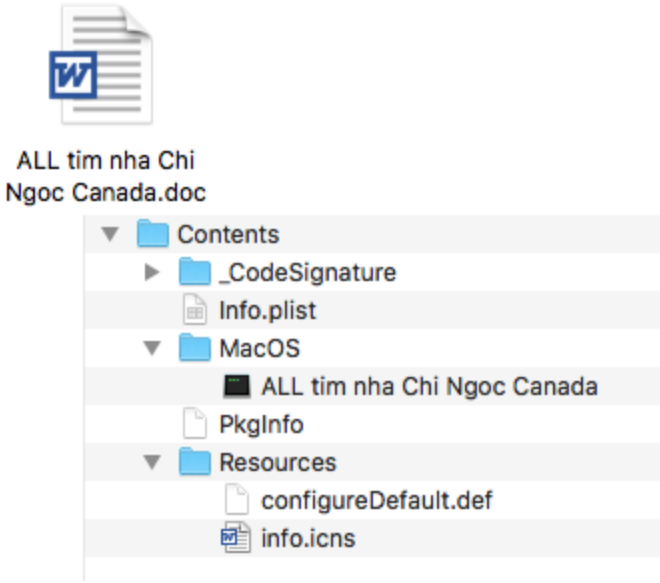 W
ALL tim nha Chi
Ngoc Canada.doc
Contents
_CodeSignature
Info.plist
MacOS
ALL tim nha Chi Ngoc Canada
PkgInfo
Resources
configureDefault.def
W
info.icns